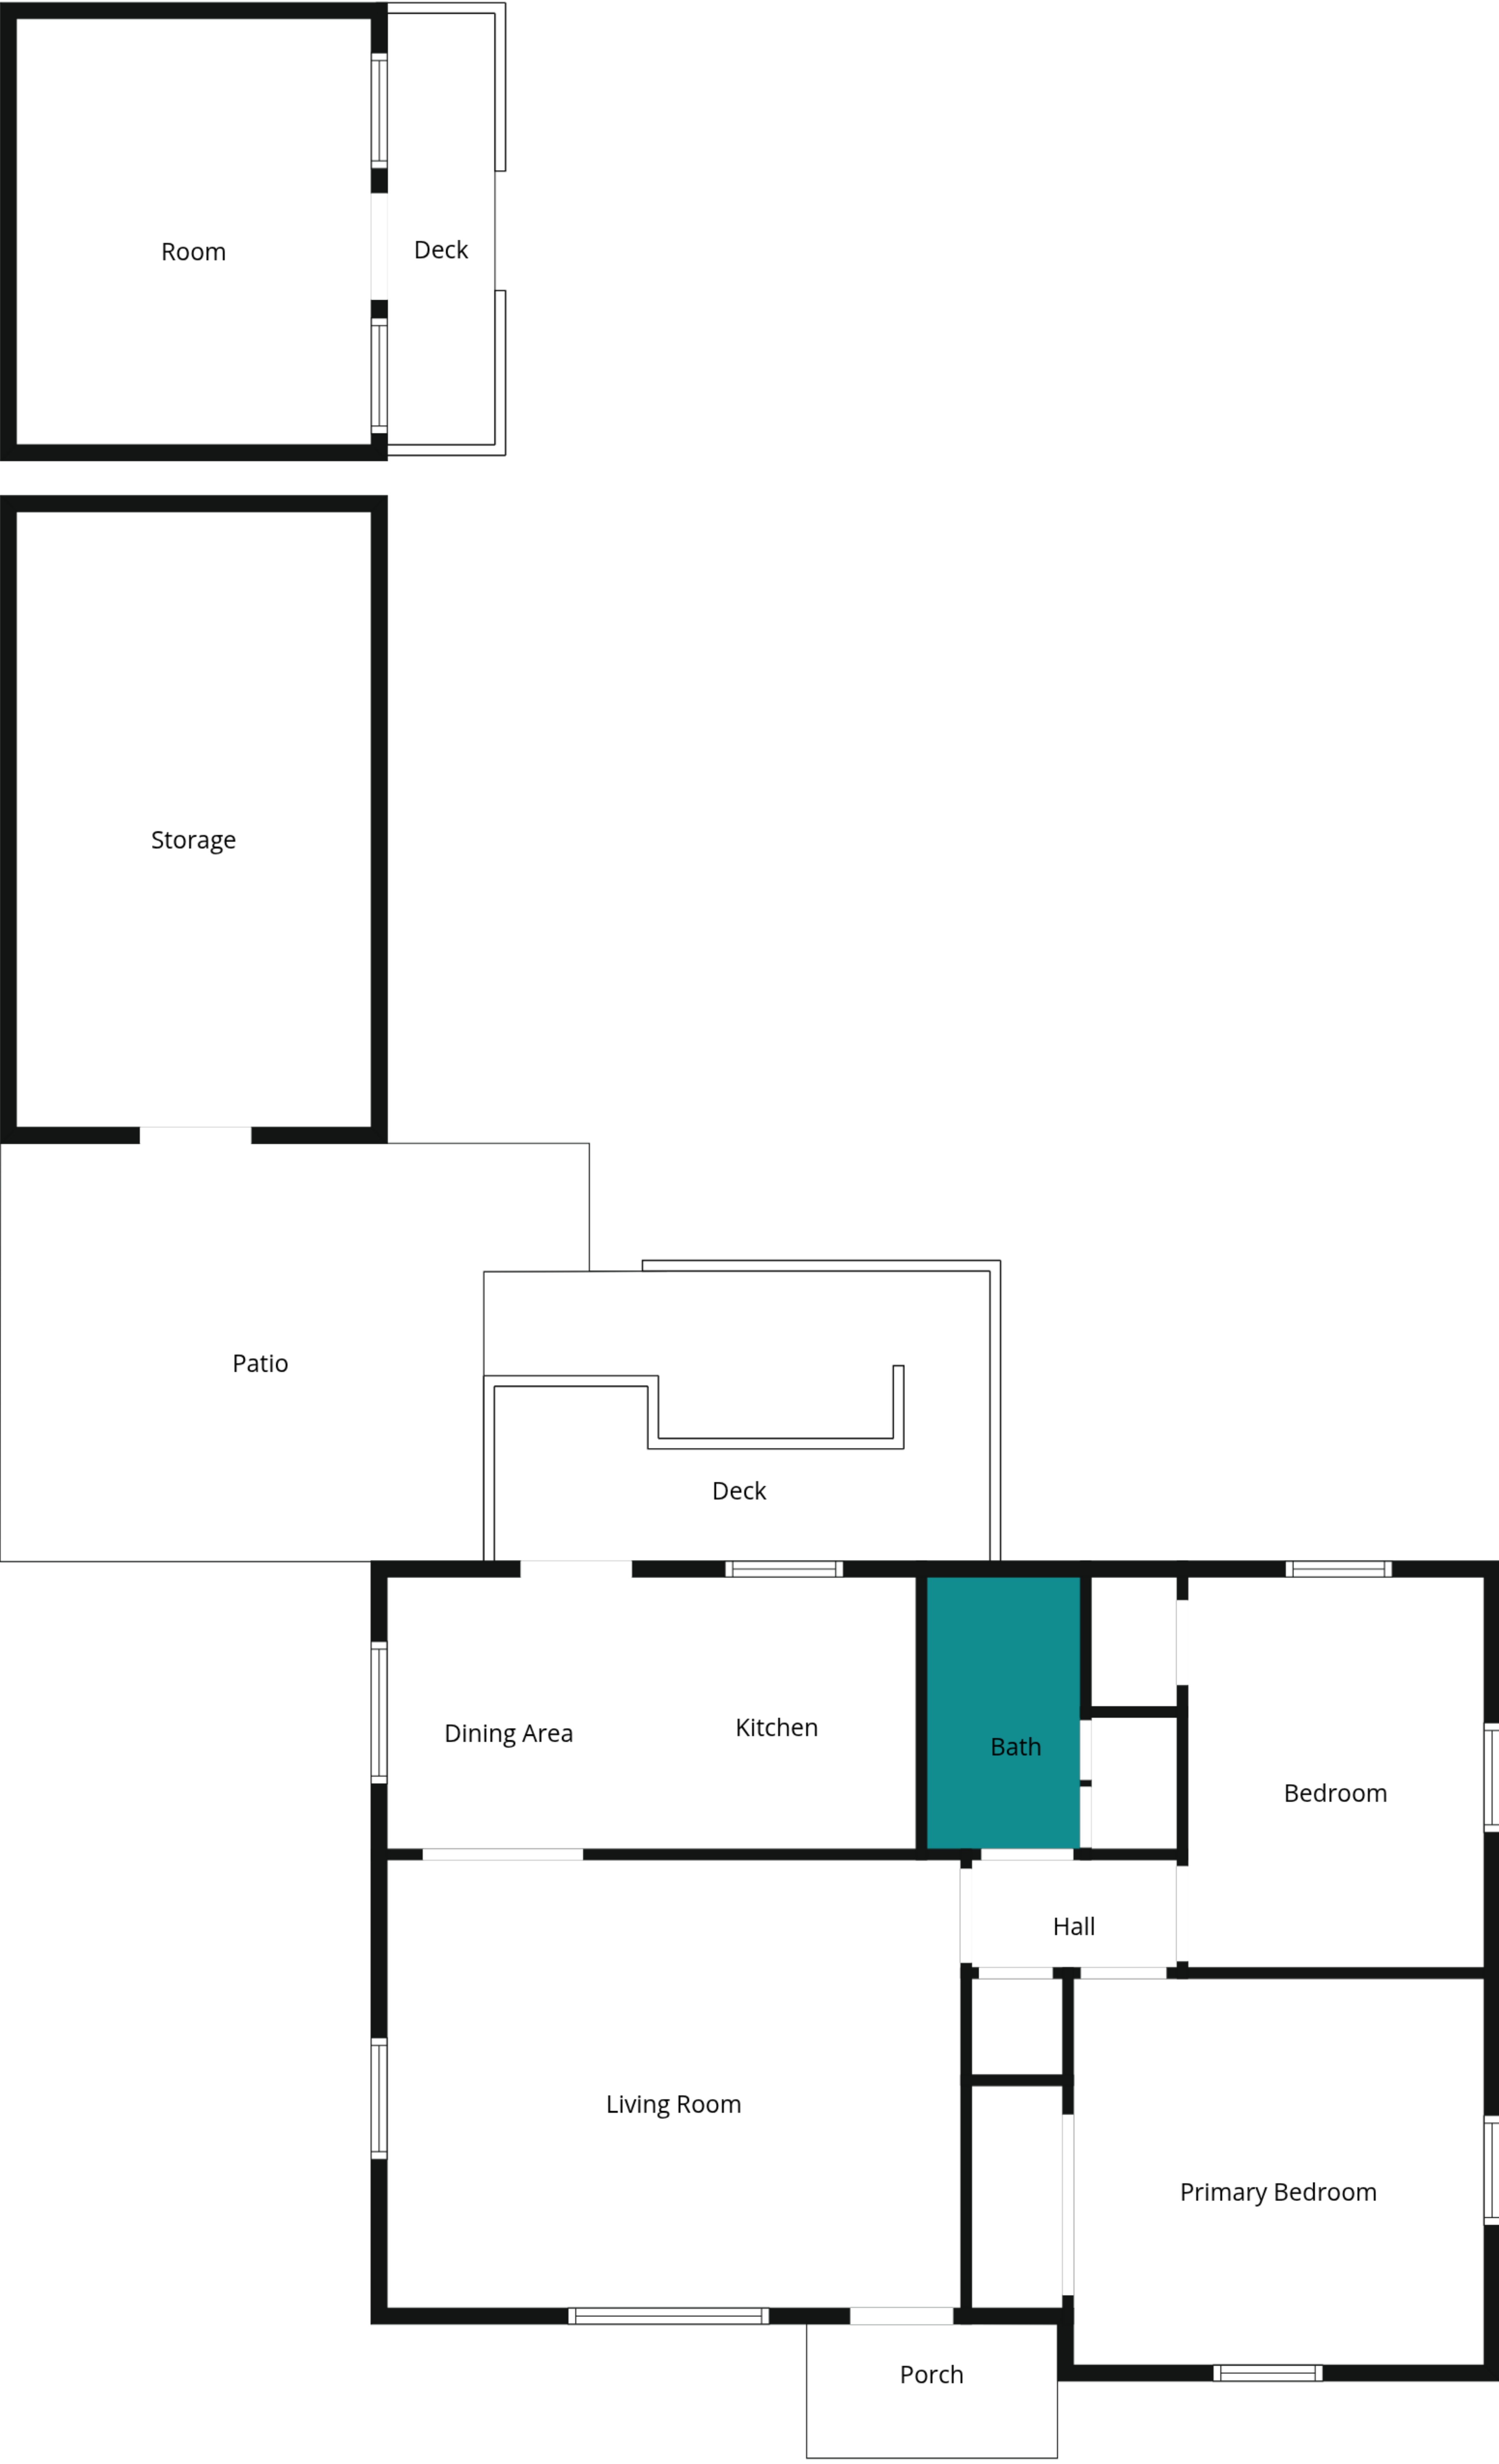 Room
Deck
Storage
Patio
Deck
Dining Area
Kitchen
Bath
Bedroom
Hall
Living Room
Primary Bedroom
Porch